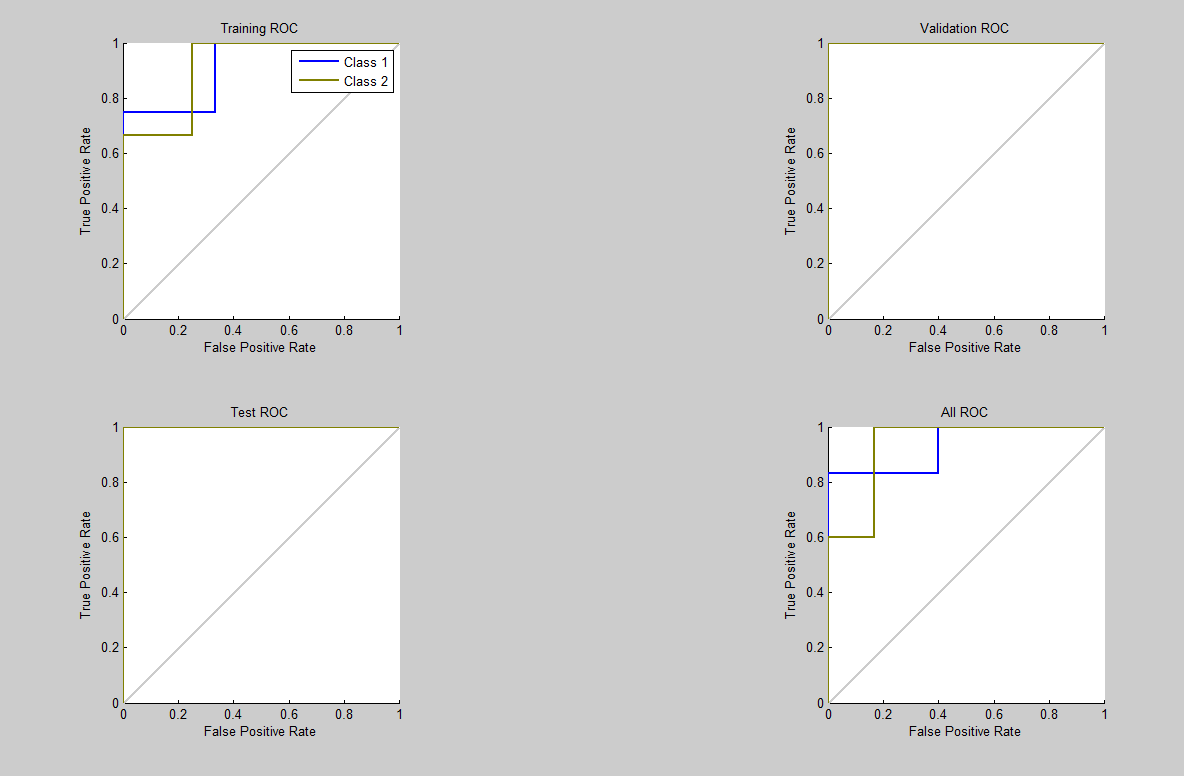 Training ROC
1
0.8
0.6
0.4
0.2
0
True Positive Rate
Class 1
Class 2
0 0.2 0.4 0.6 0.8 1
False Positive Rate
Validation ROC
1
0.8
0.6
0.4
0.2
0
True Positive Rate
0 0.2 0.4 0.6 0.8 1
False Positive Rate
Test ROC
1
0.8
0.6
0.4
0.2
0
True Positive Rate
0 0.2 0.4 0.6 0.8 1
False Positive Rate
All ROC
1
0.8
0.6
0.4
0.2
0
True Positive Rate
0 0.2 0.4 0.6 0.8 1
False Positive Rate